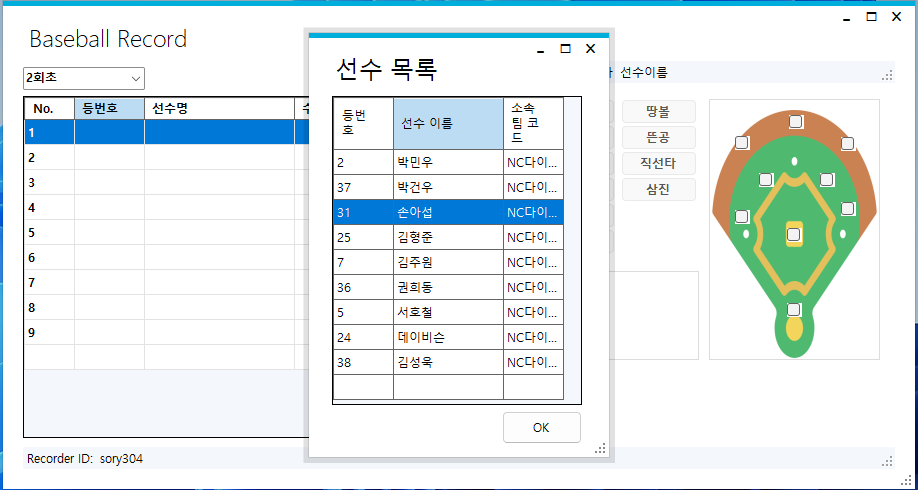 Baseball Record
2회초
선수이름
No. 등번호 선수명
1
2
3
4
5
6
7
8
9
선수 목록
등번
호
선수 이름
소속
팀 코
드
2 박민우 NC다이...
37 박건우 NC다이...
31 손아섭 NC다이...
25 김형준 NC다이...
7 김주원 NC다이...
36 권희동 NC다이...
5 서호철 NC다이...
24 데이비슨 NC다이...
38 김성욱 NC다이...
OK
땅볼
뜬공
직선타
삼진
Recorder ID: sory304